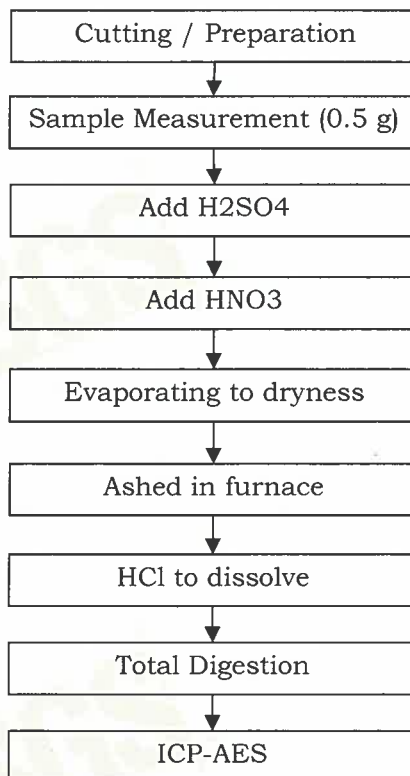 Cutting / Preparation
Sample Measurement (0.5 g)
Add H2SO4
Add HNO3
Evaporating to dryness
Ashed in furnace
HCl to dissolve
Total Digestion
ICP-AES